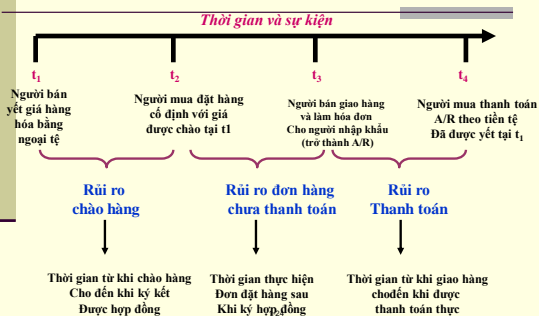 Thời gian và sự kiện
t1
t2
t3
t4
Người bán
yết giá hàng
hóa bằng
ngoại tệ
Người mua đặt hàng
cố định với giá
được chào tại t1
Người bán giao hàng
và làm hóa đơn
Cho người nhập khẩu
(trở thành A/R)
Người mua thanh toán
A/R theo tiền tệ
Đã được yết tại t1
Rủi ro
chào hàng
Rủi ro đơn hàng
chưa thanh toán
Rủi ro
Thanh toán
Thời gian từ khi chào hàng
Cho đến khi ký kết
Được hợp đồng
Thời gian thực hiện
Đơn đặt hàng sau
Khi ký hợp đồng
Thời gian từ khi giao hàng
chođến khi được
thanh toán thực